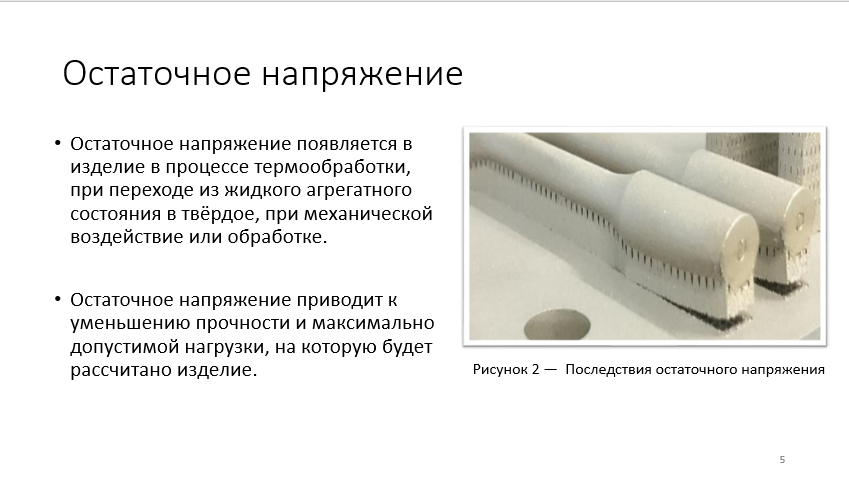 Остаточное напряжение
• Остаточное напряжение появляется в
изделие в процессе термообработки,
при переходе из жидкого агрегатного
состояния в твёрдое, при механической
воздействие или обработке.
• Остаточное напряжение приводит к
уменьшению прочности и максимально
допустимой нагрузки, на которую будет
рассчитано изделие.
Рисунок 2 — Последствия остаточного напряжения
5